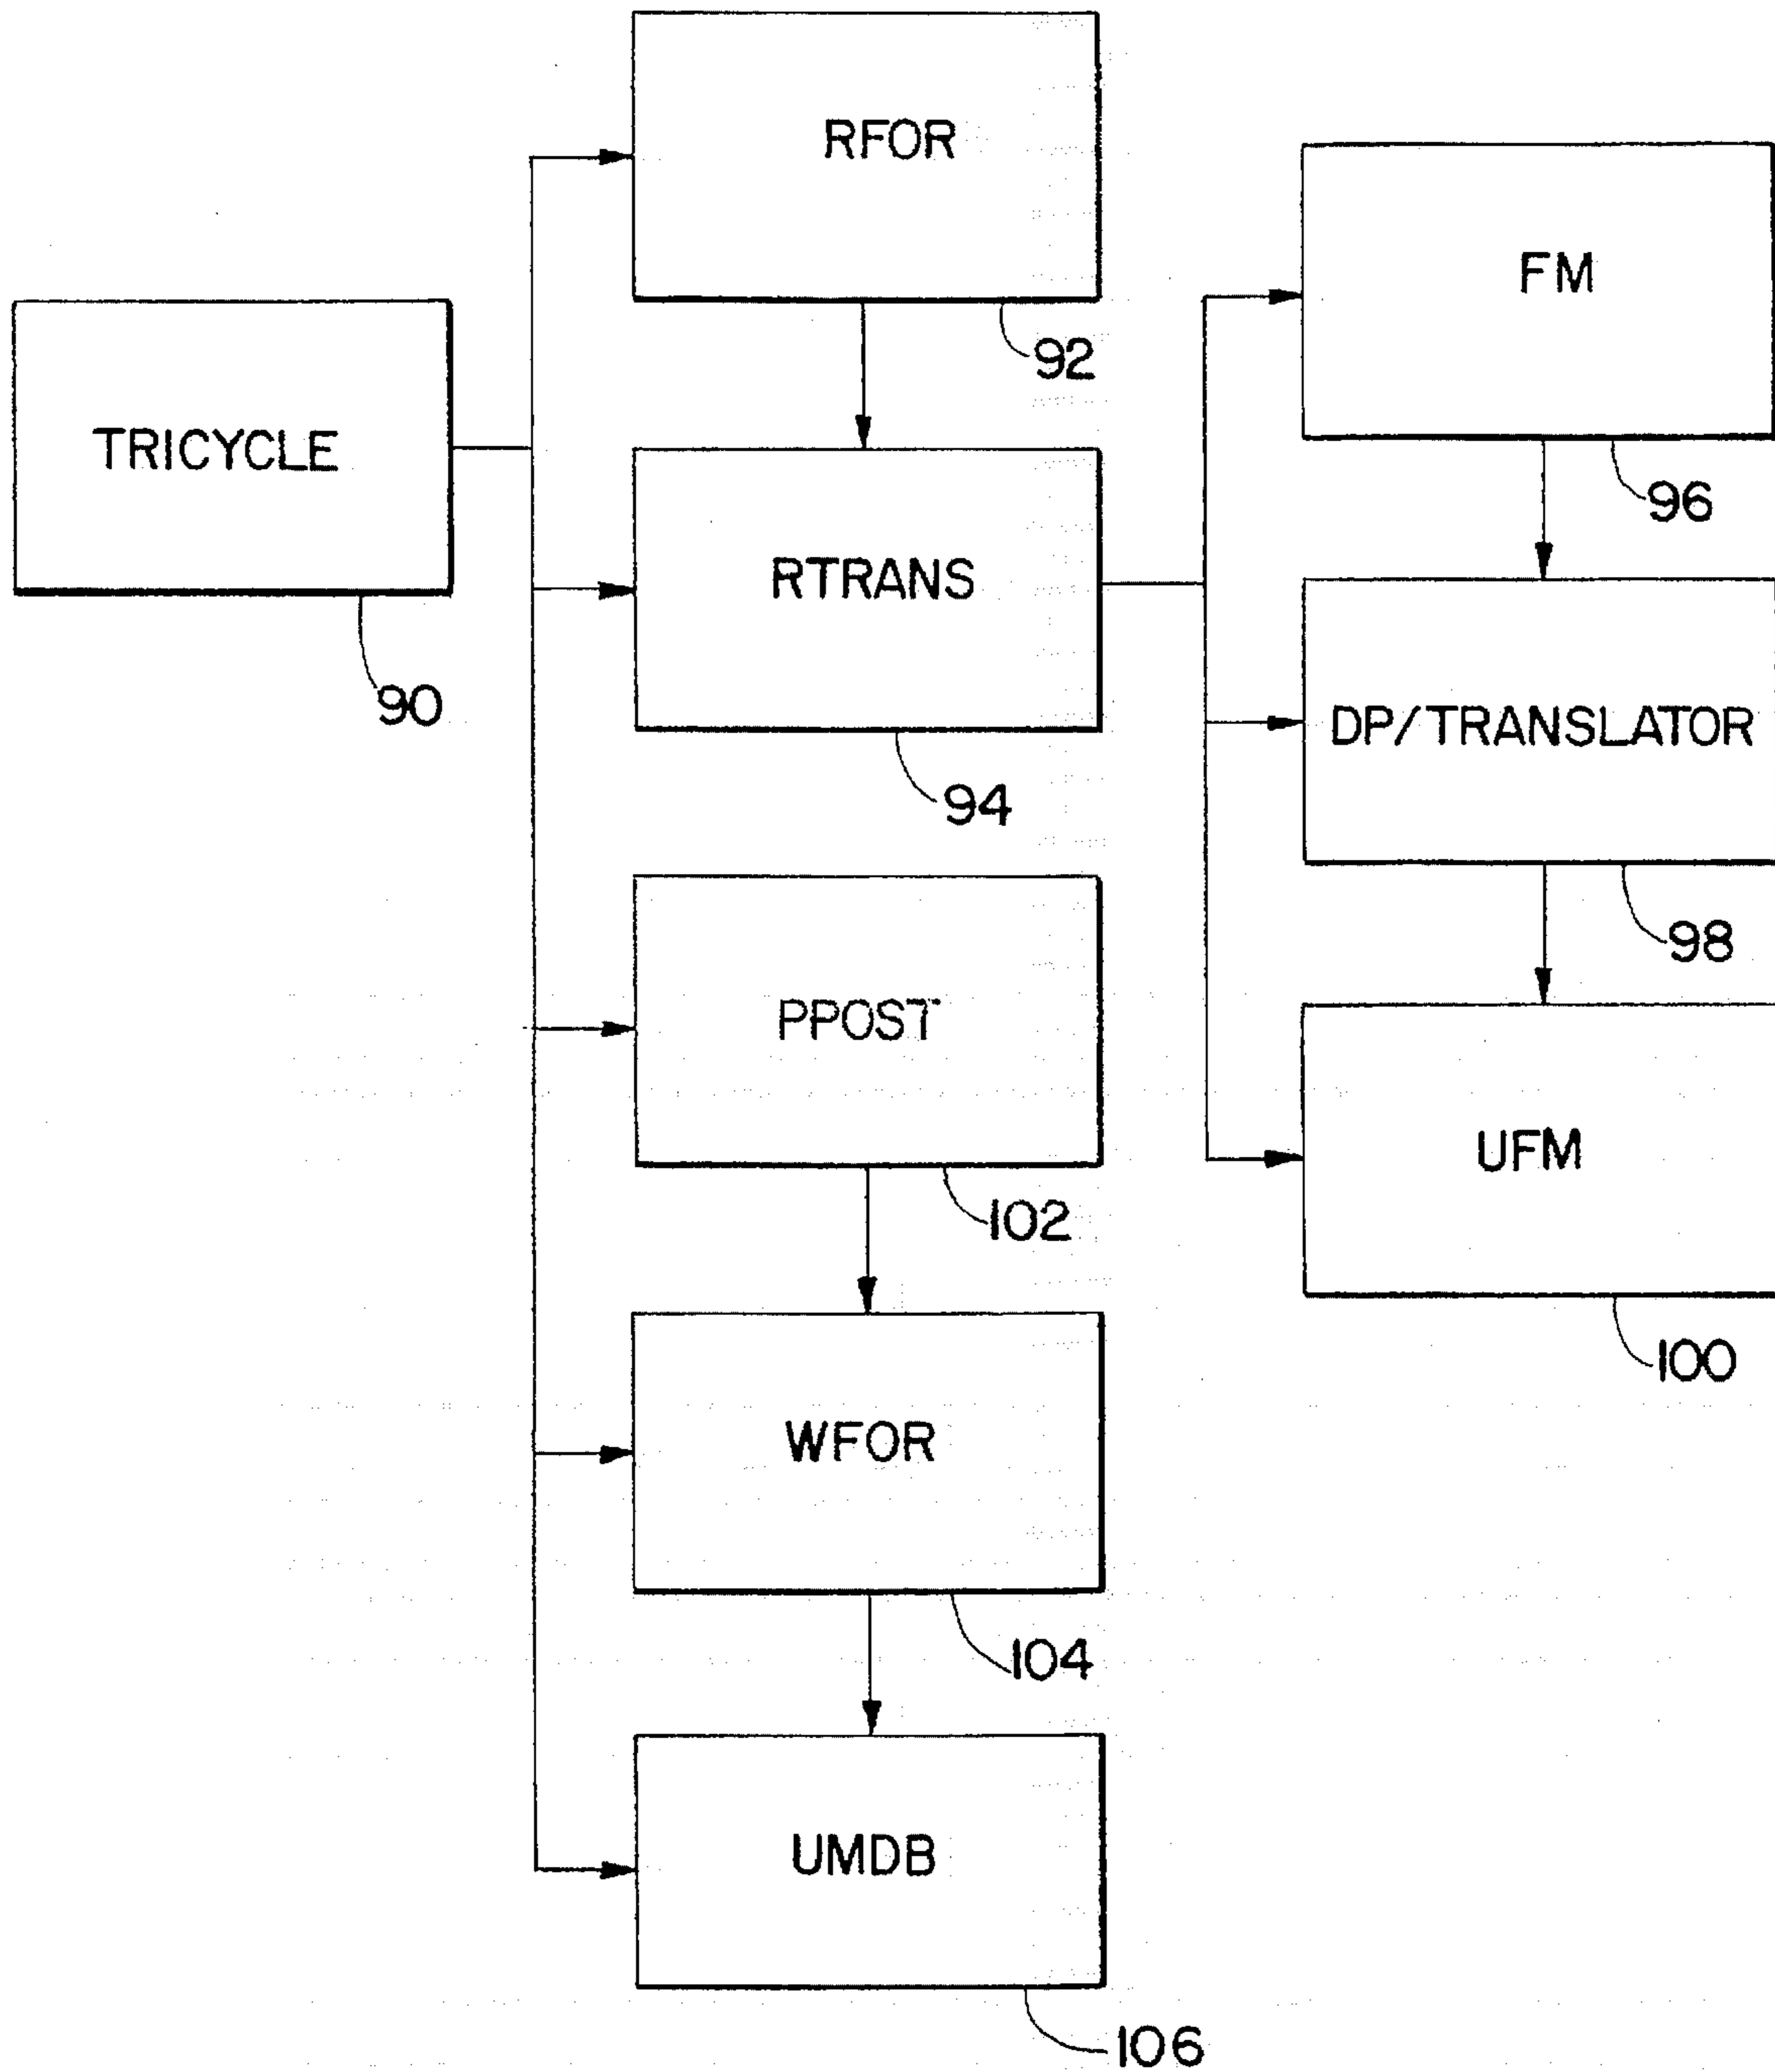 RFOR
92
FM
96
TRICYCLE
90
RTRANS
94
DP/TRANSLATOR
98
PPOST
102
UFM
100
WFOR
104
UMDB
106